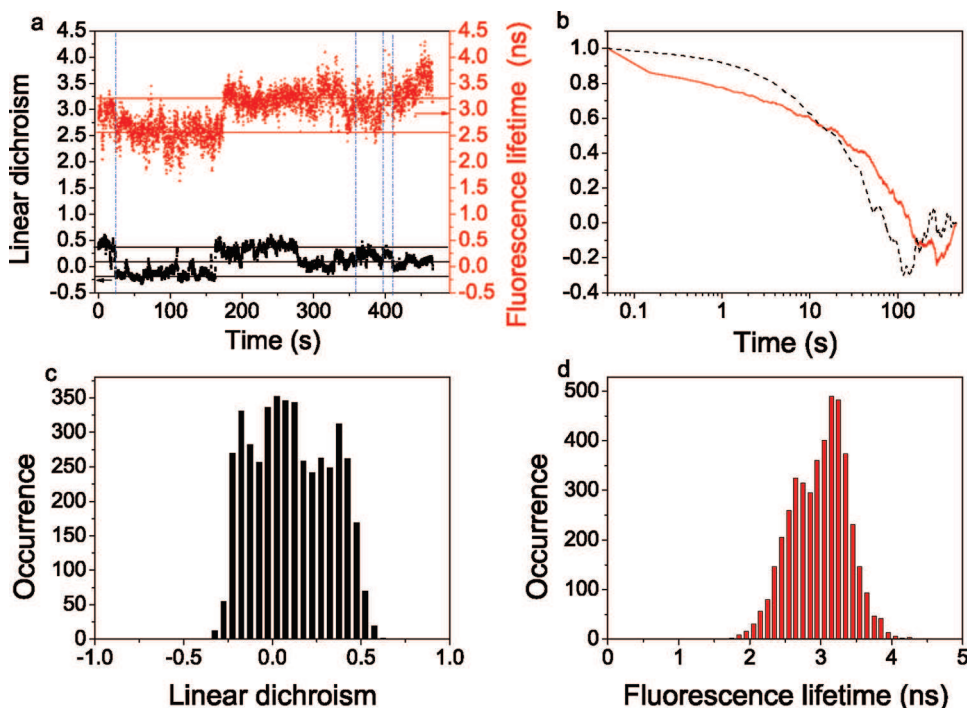 a
4.5
4.0
3.5
3.0
2.5
2.0
1.5
1.0
0.5
0.0
-0.5
Linear dichroism
4.5
4.0
3.5
3.0
2.5
2.0
1.5
1.0
0.5
0.0
-0.5
Fluorescence lifetime (ns)
0 100 200 300 400
Time (s)
b
1.0
0.8
0.6
0.4
0.2
0.0
-0.2
-0.4
0.1 1 10 100
Time (s)
c
350
300
250
200
150
100
50
0
Occurrence
-1.0 -0.5 0.0 0.5 1.0
Linear dichroism
d
500
400
300
200
100
0
Occurrence
0 1 2 3 4 5
Fluorescence lifetime (ns)